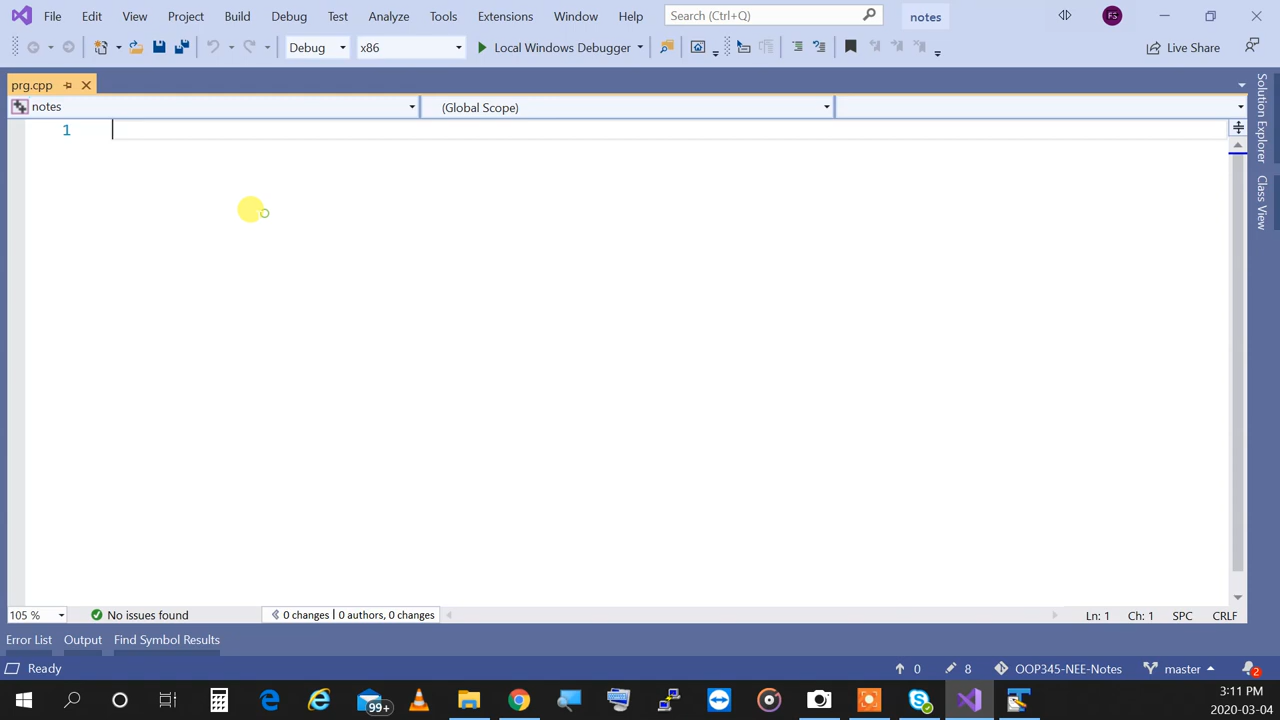 File Edit View Project Build Debug Test Analyze Tools Extensions Window Help Search (Ctrl+Q) notes FS
Debug x86 Local Windows Debugger Live Share
prg.cpp
notes (Global Scope)
1
Solution Explorer
Class View
105 % No issues found 0 changes | 0 authors, 0 changes Ln: 1 Ch: 1 SPC CRLF
Error List Output Find Symbol Results
Ready 0 8 OOP345-NEE-Notes master 2
99+
3:11 PM
2020-03-04